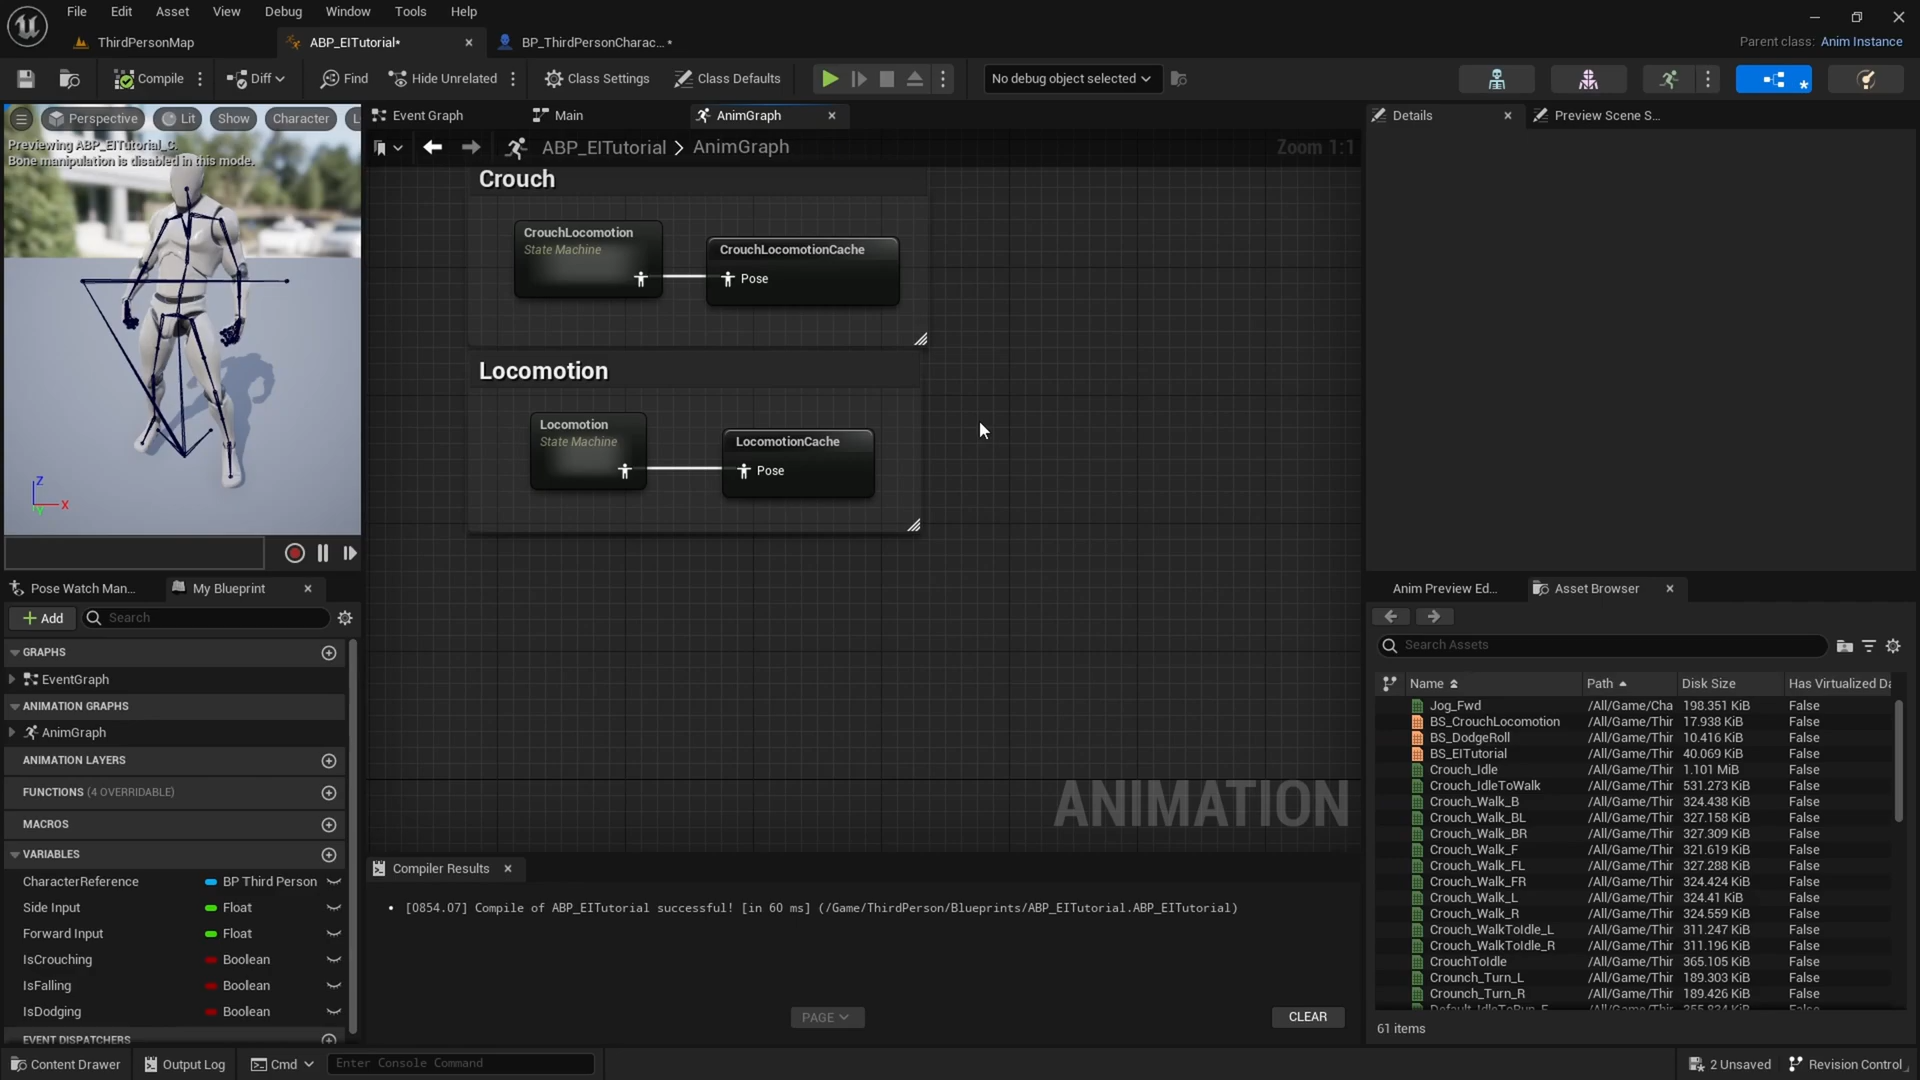 File Edit Asset View Debug Window Tools Help
ThirdPersonMap
ABP_EITutorial*
BP_ThirdPersonCharac... *
Parent class: Anim Instance
Compile
Diff
Find
Hide Unrelated
Class Settings
Class Defaults
No debug object selected
Perspective
Lit
Show
Character
L
Previewing ABP_EITutorial_C.
Bone manipulation is disabled in this mode.
Z
X
Y
Event Graph
Main
AnimGraph
ABP_EITutorial > AnimGraph
Zoom 1:1
Crouch
CrouchLocomotion
State Machine
CrouchLocomotionCache
Pose
Locomotion
Locomotion
State Machine
LocomotionCache
Pose
ANIMATION
Compiler Results
• [0854.07] Compile of ABP_EITutorial successful! [in 60 ms] (/Game/ThirdPerson/Blueprints/ABP_EITutorial.ABP_EITutorial)
PAGE
CLEAR
Pose Watch Man...
My Blueprint
Add
Search
GRAPHS
EventGraph
ANIMATION GRAPHS
AnimGraph
ANIMATION LAYERS
FUNCTIONS (4 OVERRIDABLE)
MACROS
VARIABLES
CharacterReference BP Third Person
Side Input Float
Forward Input Float
IsCrouching Boolean
IsFalling Boolean
IsDodging Boolean
EVENT DISPATCHERS
Details
Preview Scene S...
Anim Preview Ed...
Asset Browser
Search Assets
Name Path Disk Size Has Virtualized Da
Jog_Fwd /All/Game/Cha 198.351 KiB False
BS_CrouchLocomotion /All/Game/Thir 17.938 KiB False
BS_DodgeRoll /All/Game/Thir 10.416 KiB False
BS_EITutorial /All/Game/Thir 40.069 KiB False
Crouch_Idle /All/Game/Thir 1.101 MiB False
Crouch_IdleToWalk /All/Game/Thir 531.273 KiB False
Crouch_Walk_B /All/Game/Thir 324.438 KiB False
Crouch_Walk_BL /All/Game/Thir 327.158 KiB False
Crouch_Walk_BR /All/Game/Thir 327.309 KiB False
Crouch_Walk_F /All/Game/Thir 321.619 KiB False
Crouch_Walk_FL /All/Game/Thir 327.288 KiB False
Crouch_Walk_FR /All/Game/Thir 324.424 KiB False
Crouch_Walk_L /All/Game/Thir 324.41 KiB False
Crouch_Walk_R /All/Game/Thir 324.559 KiB False
Crouch_WalkToIdle_L /All/Game/Thir 311.247 KiB False
Crouch_WalkToIdle_R /All/Game/Thir 311.196 KiB False
CrouchToIdle /All/Game/Thir 365.105 KiB False
Crounch_Turn_L /All/Game/Thir 189.303 KiB False
Crounch_Turn_R /All/Game/Thir 189.426 KiB False
61 items
Content Drawer
Output Log
Cmd
Enter Console Command
2 Unsaved
Revision Control